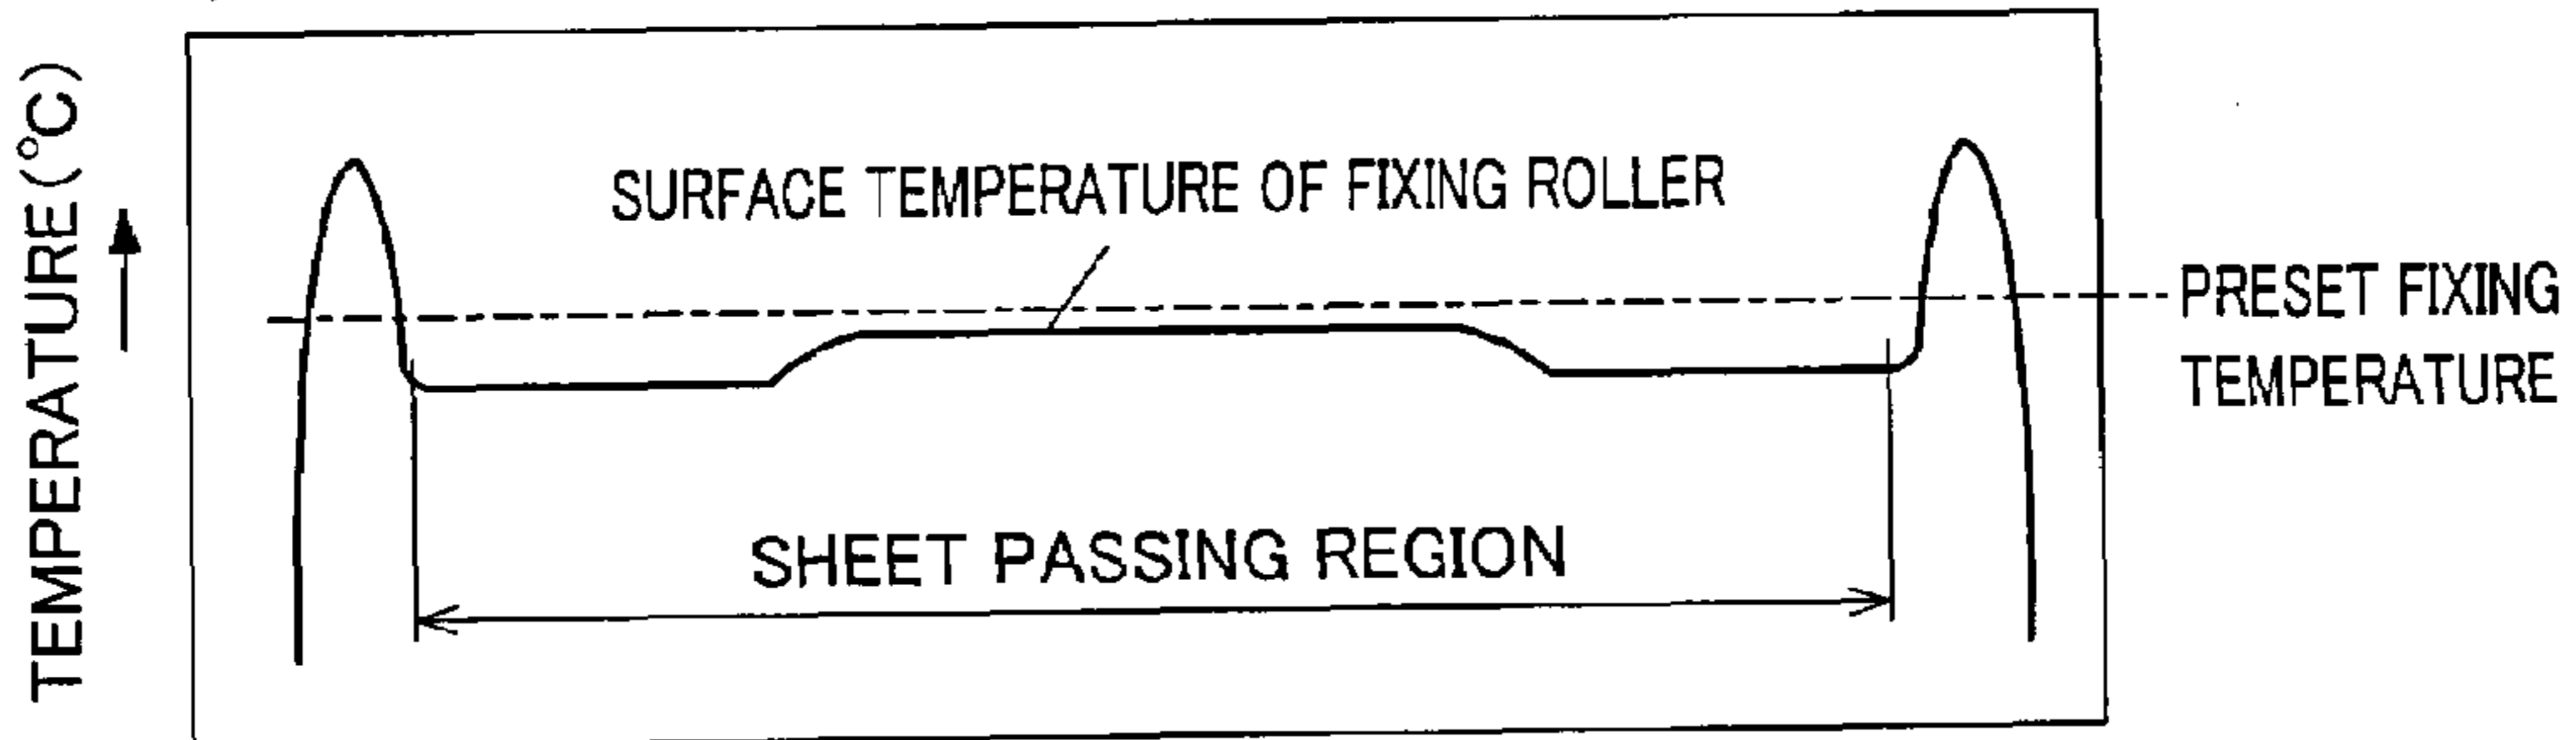 TEMPERATURE(°C)
SURFACE TEMPERATURE OF FIXING ROLLER
PRESET FIXING
TEMPERATURE
SHEET PASSING REGION